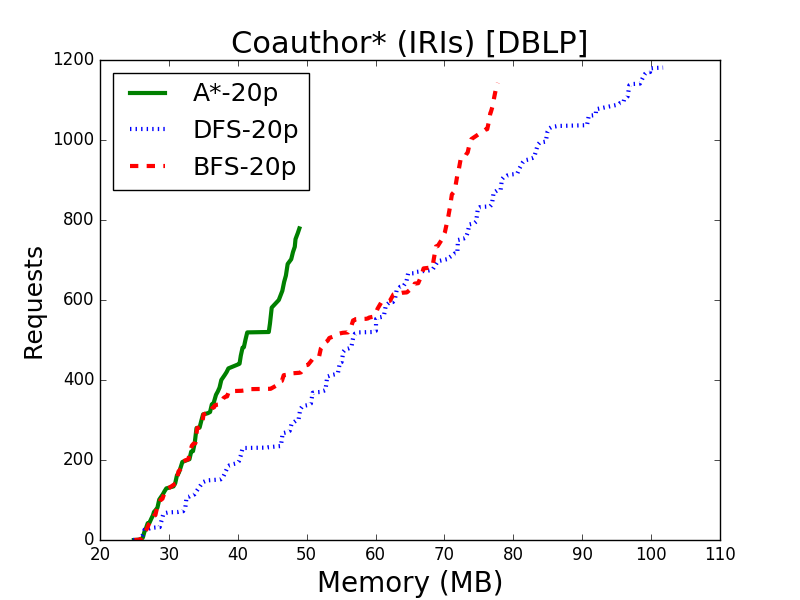 Coauthor* (IRIs) [DBLP]
1200
1000
800
600
400
200
0
Requests
A*-20p
DFS-20p
BFS-20p
20 30 40 50 60 70 80 90 100 110
Memory (MB)